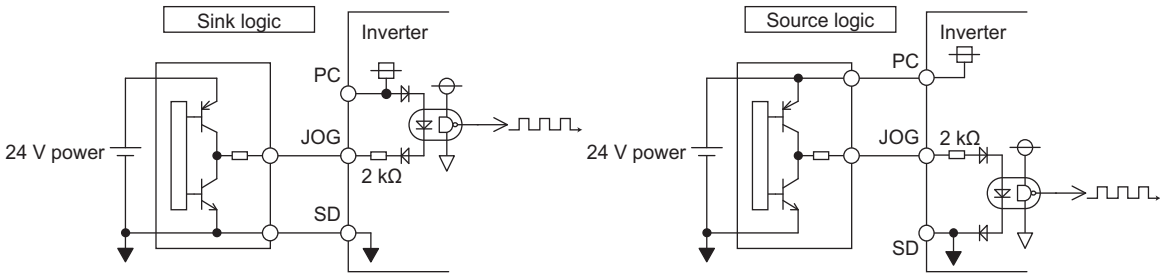 Sink logic
Inverter
PC
24 V power
JOG
2 kΩ
SD
Source logic
Inverter
PC
24 V power
JOG
2 kΩ
SD